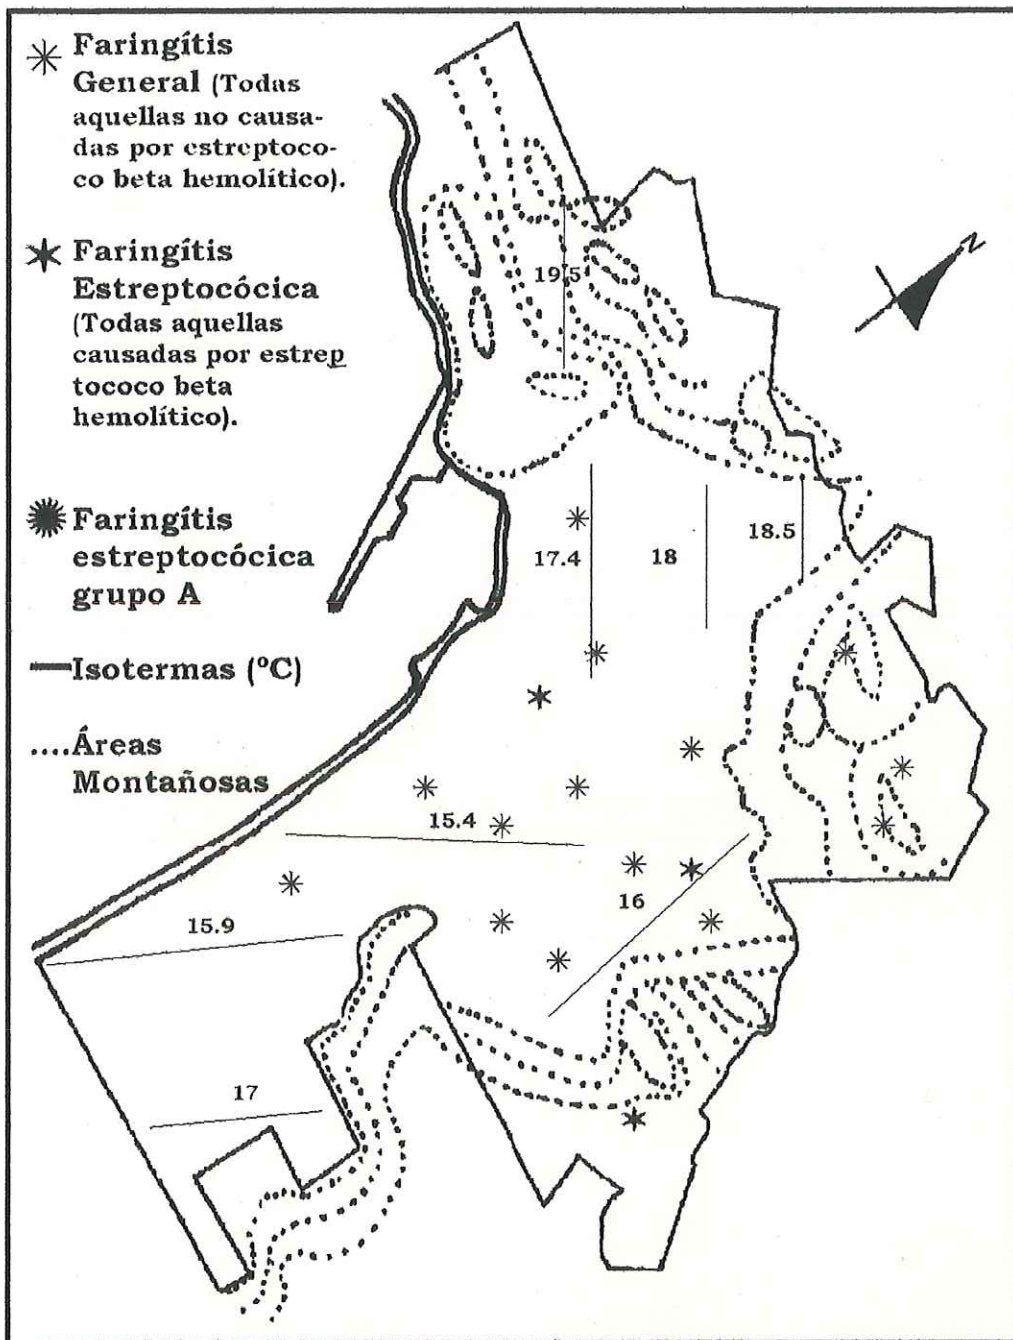 Faringítis
General (Todas
aquellas no causa-
das por estreptoco-
co beta hemolítico).
Faringítis
Estreptocócica
(Todas aquellas
causadas por estrep
tococo beta
hemolítico).
Faringítis
estreptocócica
grupo A
Isotermas (ºC)
....Áreas
Montañosas
N
19.5
17.4
18
18.5
15.4
16
15.9
17